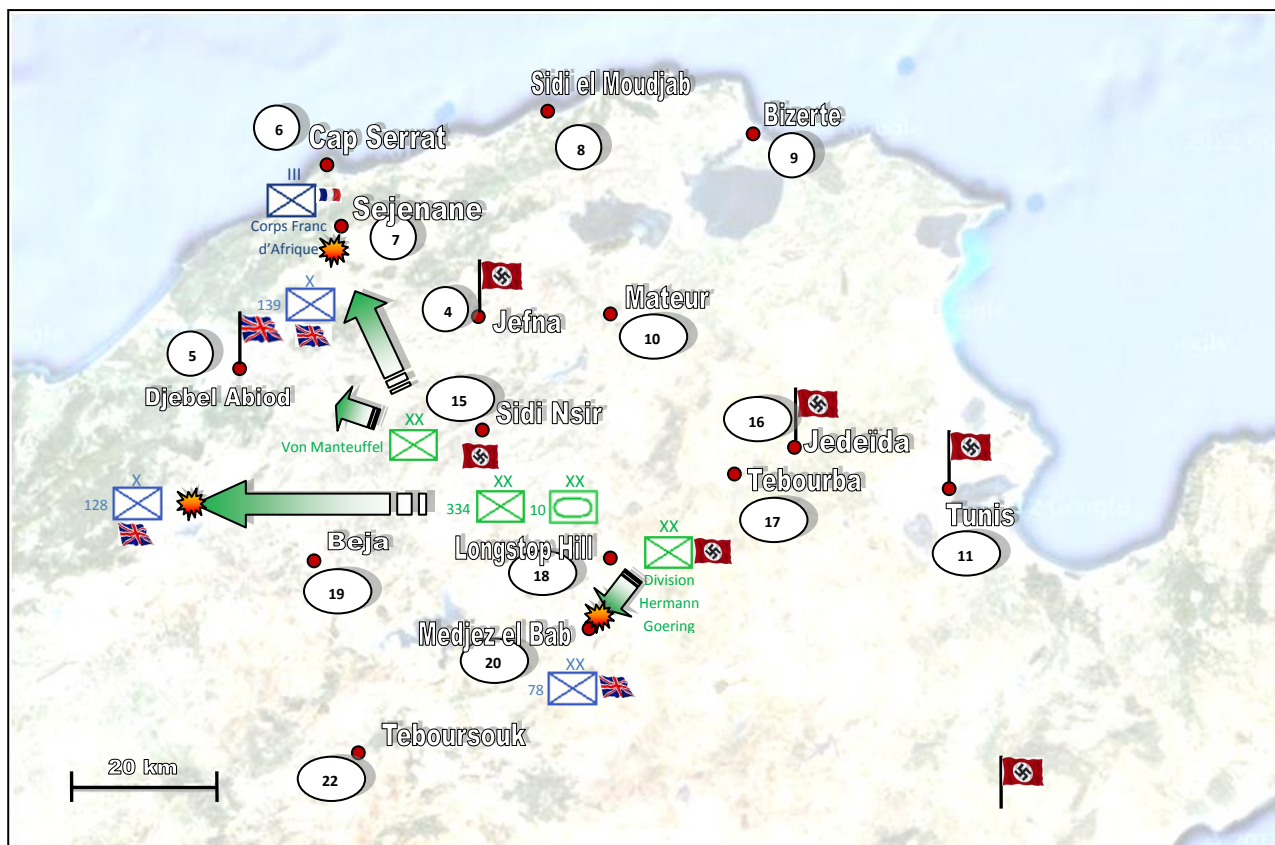 Sidi el Moudjab
8
Bizerte
9
6
Cap Serrat
III
Corps Franc
d'Afrique
Sejenane
7
X
139
4
Jefna
Mateur
10
5
Djebel Abiod
15
Sidi Nsir
XX
Von Manteuffel
16
Jedeïda
Tebourba
17
Tunis
11
X
128
XX
334
XX
10
Beja
19
Longstop Hill
18
XX
Division
Hermann
Goering
Medjez el Bab
20
XX
78
Teboursouk
22
20 km